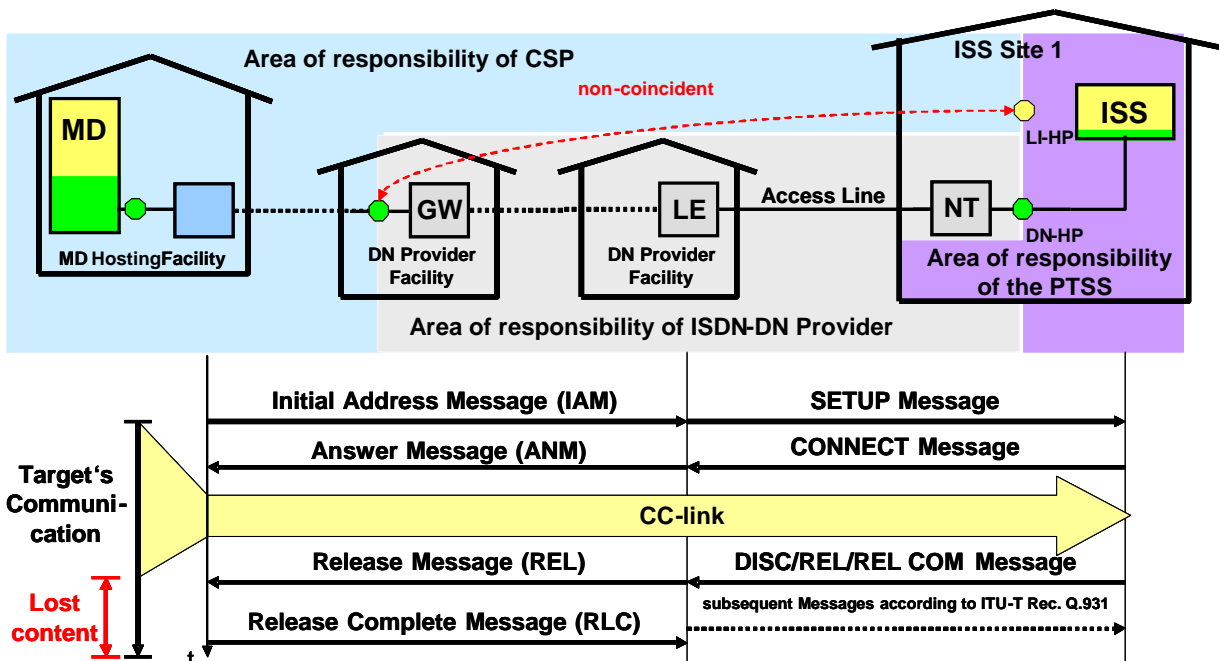 Area of responsibility of CSP
ISS Site 1
non-coincident
MD
ISS
LI-HP
GW
LE
Access Line
NT
MD HostingFacility
DN Provider
Facility
DN Provider
Facility
DN-HP
Area of responsibility
of the PTSS
Area of responsibility of ISDN-DN Provider
Initial Address Message (IAM)
SETUP Message
Answer Message (ANM)
CONNECT Message
Target‘s
Communi-
cation
CC-link
Release Message (REL)
DISC/REL/REL COM Message
Lost
content
subsequent Messages according to ITU-T Rec. Q.931
Release Complete Message (RLC)
t